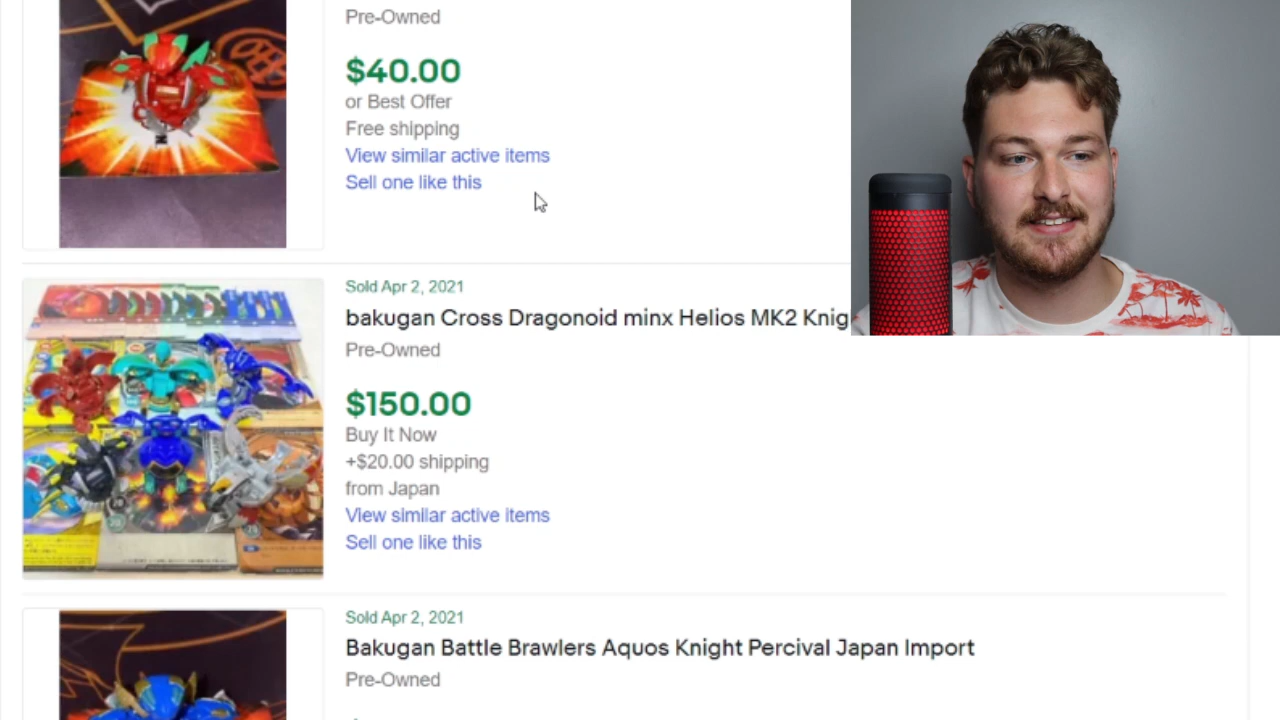 Pre-Owned
$40.00
or Best Offer
Free shipping
View similar active items
Sell one like this
Sold Apr 2, 2021
bakugan Cross Dragonoid minx Helios MK2 Knig
Pre-Owned
$150.00
Buy It Now
+$20.00 shipping
from Japan
View similar active items
Sell one like this
Sold Apr 2, 2021
Bakugan Battle Brawlers Aquos Knight Percival Japan Import
Pre-Owned